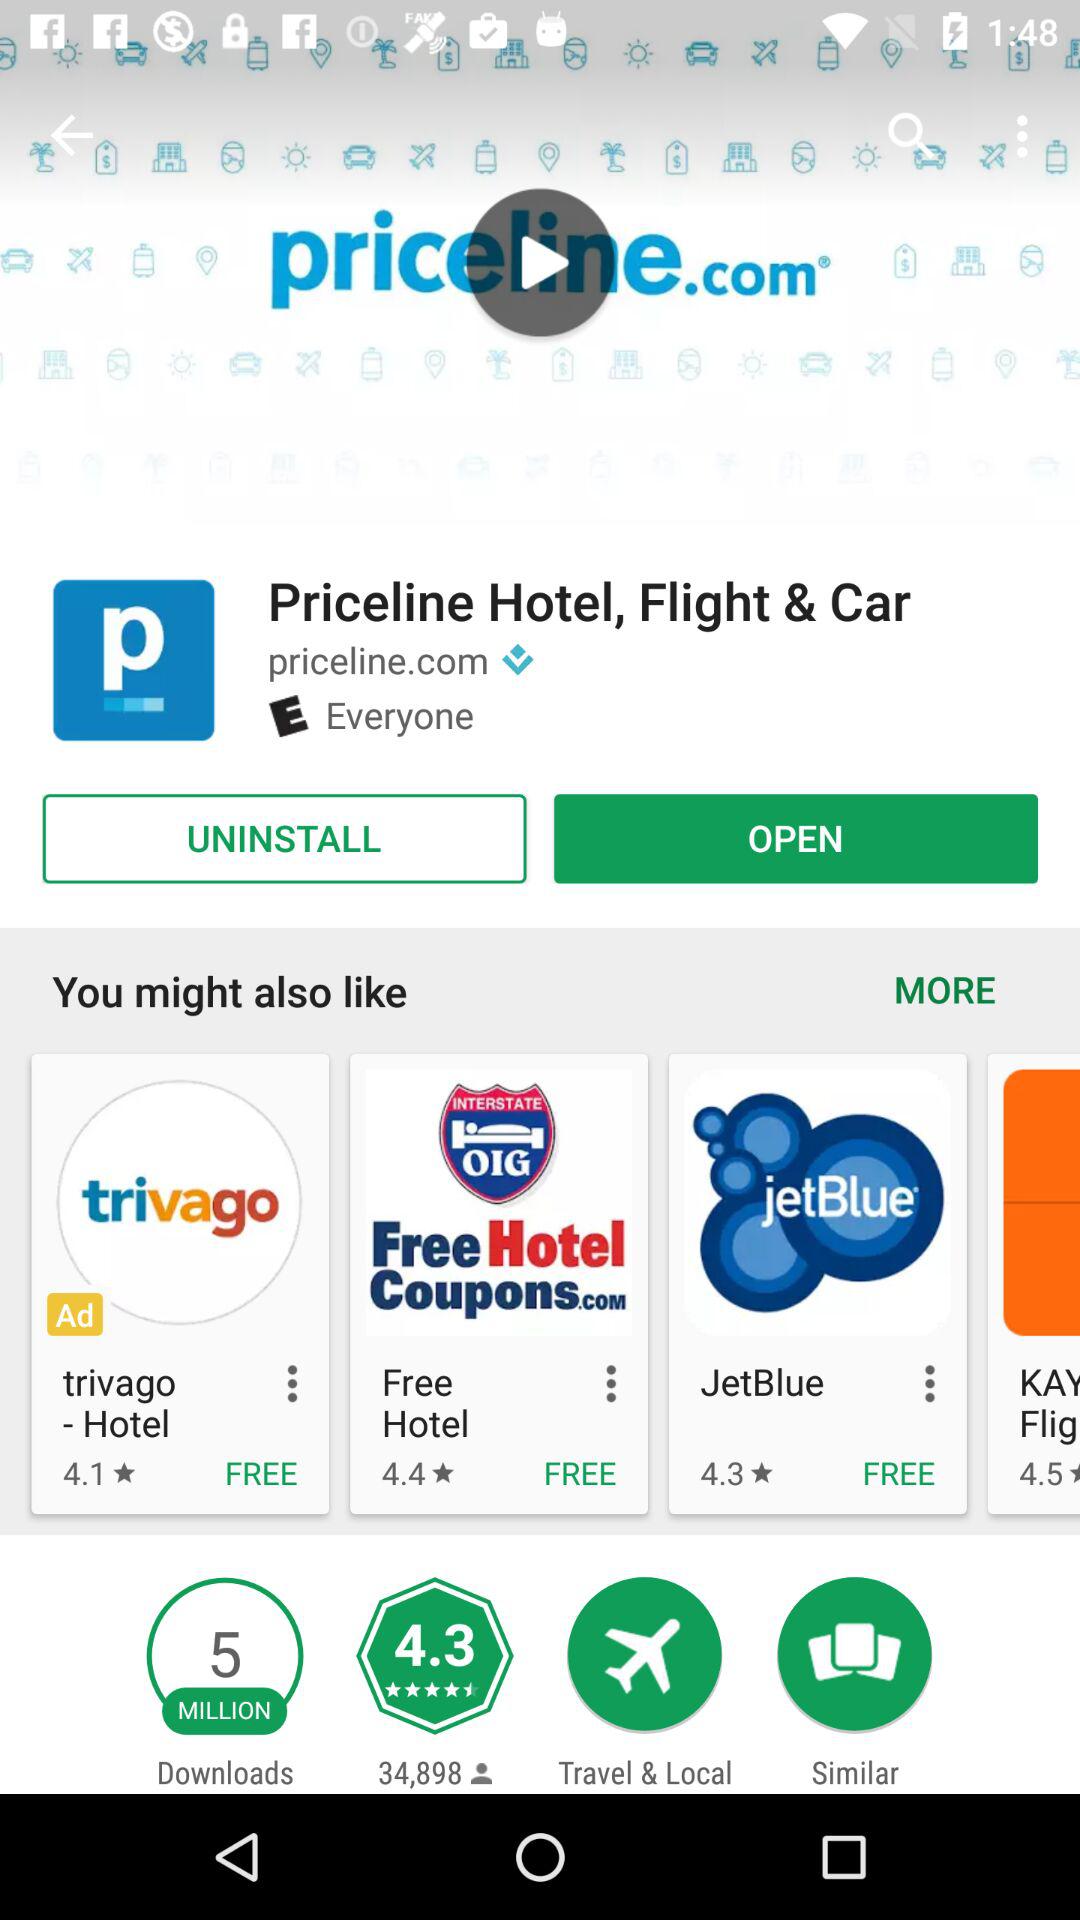 FAKE
1:48
priceline.com®
Priceline Hotel, Flight & Car
priceline.com
E Everyone
UNINSTALL
OPEN
You might also like
MORE
trivago
Ad
trivago
- Hotel
4.1
FREE
INTERSTATE
OIG
Free Hotel
Coupons.com
Free
Hotel
4.4
FREE
jetBlue
JetBlue
4.3
FREE
KAY
Flig
4.5
5
MILLION
Downloads
4.3
34,898
Travel & Local
Similar